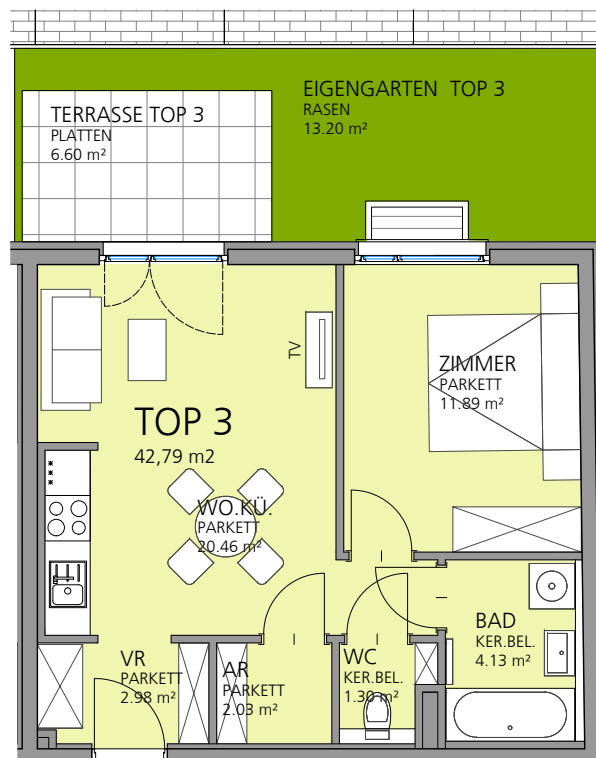 TERRASSE TOP 3
PLATTEN
6.60 m²
EIGENGARTEN TOP 3
RASEN
13.20 m²
TV
ZIMMER
PARKETT
11.89 m²
TOP 3
42,79 m2
WO.KÜ.
PARKETT
20.46 m²
VR
PARKETT
2.98 m²
AR
PARKETT
2.03 m²
WC
KER.BEL.
1.30 m²
BAD
KER.BEL.
4.13 m²